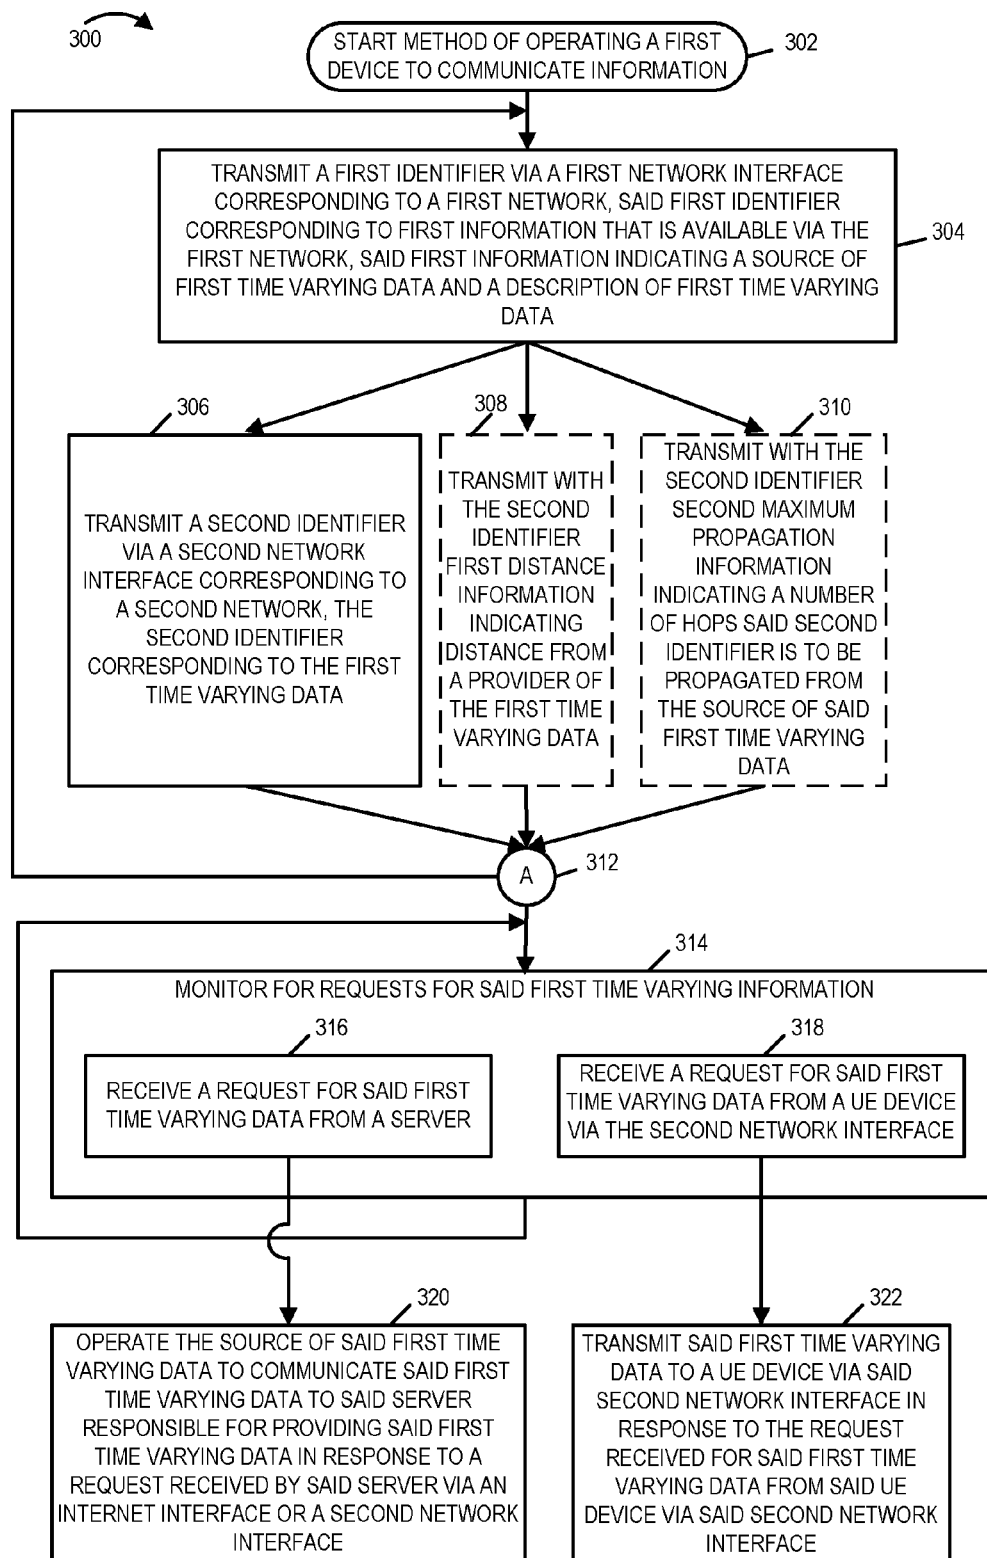 300
START METHOD OF OPERATING A FIRST
DEVICE TO COMMUNICATE INFORMATION
302
TRANSMIT A FIRST IDENTIFIER VIA A FIRST NETWORK INTERFACE
CORRESPONDING TO A FIRST NETWORK, SAID FIRST IDENTIFIER
CORRESPONDING TO FIRST INFORMATION THAT IS AVAILABLE VIA THE
FIRST NETWORK, SAID FIRST INFORMATION INDICATING A SOURCE OF
FIRST TIME VARYING DATA AND A DESCRIPTION OF FIRST TIME VARYING
DATA
304
306
TRANSMIT A SECOND IDENTIFIER
VIA A SECOND NETWORK
INTERFACE CORRESPONDING TO
A SECOND NETWORK, THE
SECOND IDENTIFIER
CORRESPONDING TO THE FIRST
TIME VARYING DATA
308
TRANSMIT WITH
THE SECOND
IDENTIFIER
FIRST DISTANCE
INFORMATION
INDICATING
DISTANCE FROM
A PROVIDER OF
THE FIRST TIME
VARYING DATA
310
TRANSMIT WITH THE
SECOND IDENTIFIER
SECOND MAXIMUM
PROPAGATION
INFORMATION
INDICATING A NUMBER
OF HOPS SAID SECOND
IDENTIFIER IS TO BE
PROPAGATED FROM
THE SOURCE OF SAID
FIRST TIME VARYING
DATA
A
312
314
MONITOR FOR REQUESTS FOR SAID FIRST TIME VARYING INFORMATION
316
RECEIVE A REQUEST FOR SAID FIRST
TIME VARYING DATA FROM A SERVER
318
RECEIVE A REQUEST FOR SAID FIRST
TIME VARYING DATA FROM A UE DEVICE
VIA THE SECOND NETWORK INTERFACE
320
OPERATE THE SOURCE OF SAID FIRST TIME
VARYING DATA TO COMMUNICATE SAID FIRST
TIME VARYING DATA TO SAID SERVER
RESPONSIBLE FOR PROVIDING SAID FIRST
TIME VARYING DATA IN RESPONSE TO A
REQUEST RECEIVED BY SAID SERVER VIA AN
INTERNET INTERFACE OR A SECOND NETWORK
INTERFACE
322
TRANSMIT SAID FIRST TIME VARYING
DATA TO A UE DEVICE VIA SAID
SECOND NETWORK INTERFACE IN
RESPONSE TO THE REQUEST
RECEIVED FOR SAID FIRST TIME
VARYING DATA FROM SAID UE
DEVICE VIA SAID SECOND NETWORK
INTERFACE